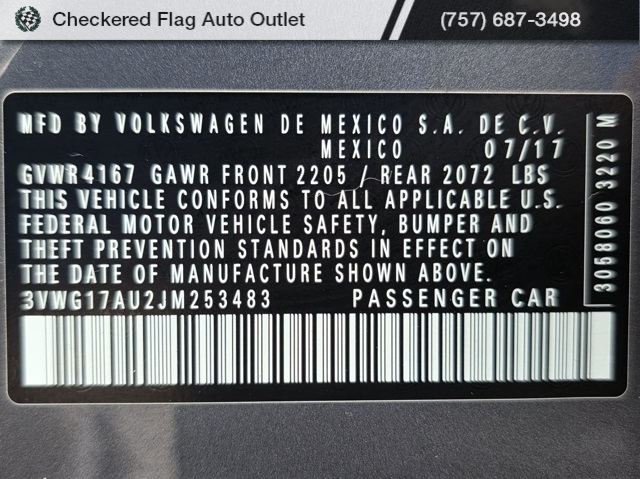 Checkered Flag Auto Outlet
(757) 687-3498
MFD BY VOLKSWAGEN DE MEXICO S.A. DE C.V.
MEXICO 07/17
GVWR 4167 GAWR FRONT 2205 / REAR 2072 LBS
THIS VEHICLE CONFORMS TO ALL APPLICABLE U.S.
FEDERAL MOTOR VEHICLE SAFETY, BUMPER AND
THEFT PREVENTION STANDARDS IN EFFECT ON
THE DATE OF MANUFACTURE SHOWN ABOVE.
3VWG17AU2JM253483 PASSENGER CAR
3058060 3220 M